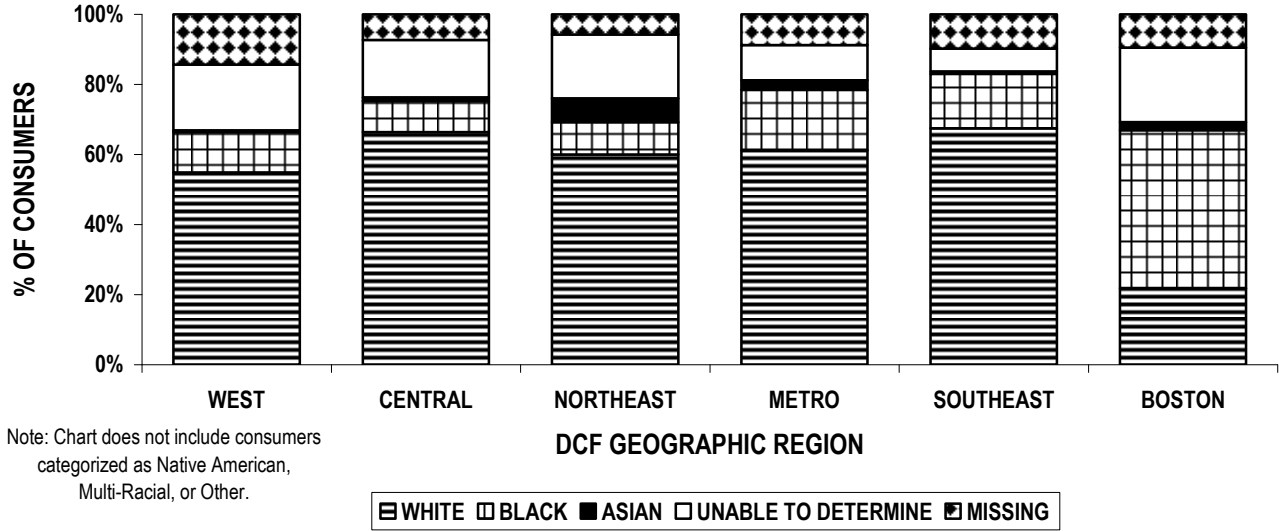 100%
80%
60%
40%
20%
0%
% OF CONSUMERS
WEST CENTRAL NORTHEAST METRO SOUTHEAST BOSTON
DCF GEOGRAPHIC REGION
Note: Chart does not include consumers
categorized as Native American,
Multi-Racial, or Other.
WHITE BLACK ASIAN UNABLE TO DETERMINE MISSING